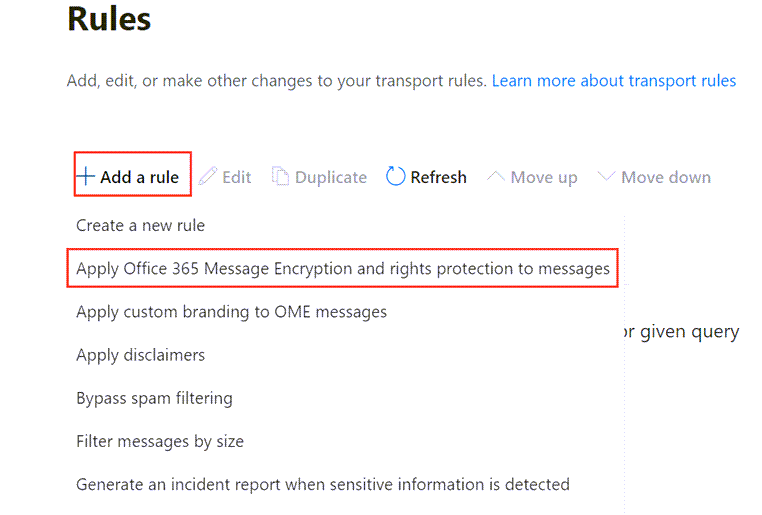 Rules
Add, edit, or make other changes to your transport rules. Learn more about transport rules
Add a rule Edit Duplicate Refresh Move up Move down
Create a new rule
Apply Office 365 Message Encryption and rights protection to messages
Apply custom branding to OME messages
or given query
Apply disclaimers
Bypass spam filtering
Filter messages by size
Generate an incident report when sensitive information is detected